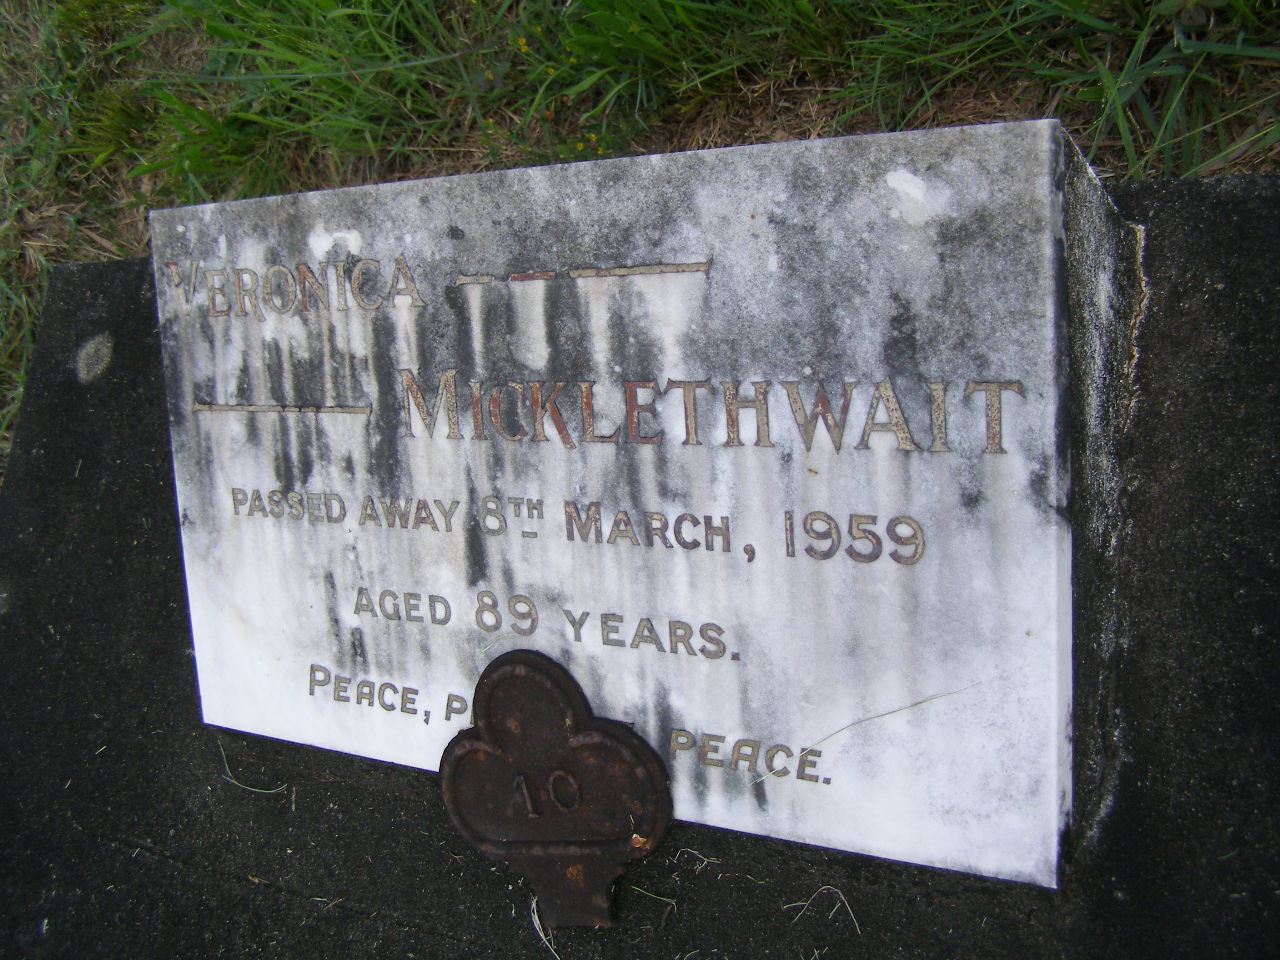 VERONICA
MICKLETHWAIT
PASSED AWAY 8TH MARCH, 1959
AGED 89 YEARS.
PEACE, P PEACE.
10